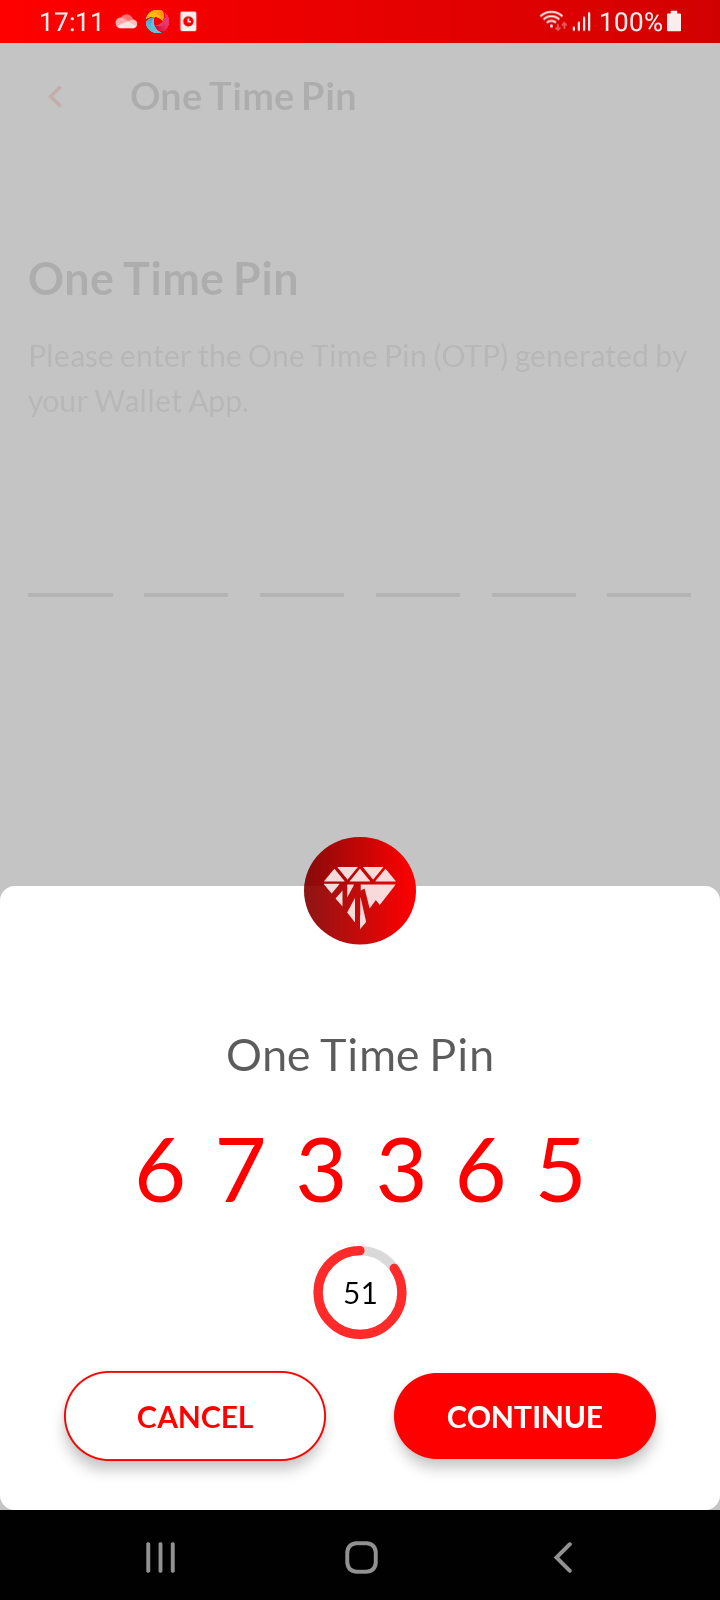 17:11 100%
One Time Pin
One Time Pin
Please enter the One Time Pin (OTP) generated by
your Wallet App.
One Time Pin
6 7 3 3 6 5
51
CANCEL CONTINUE